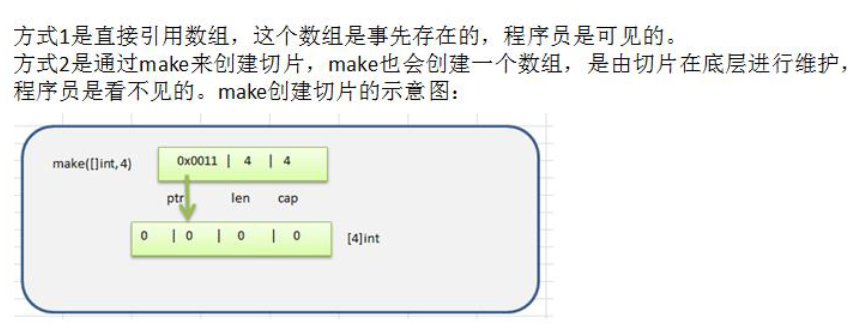 方式1是直接引用数组，这个数组是事先存在的，程序员是可见的。
方式2是通过make来创建切片，make也会创建一个数组，是由切片在底层进行维护，
程序员是看不见的。make创建切片的示意图：
make([]int,4)
0x0011 | 4 | 4
ptr len cap
0 | 0 | 0 | 0
[4]int